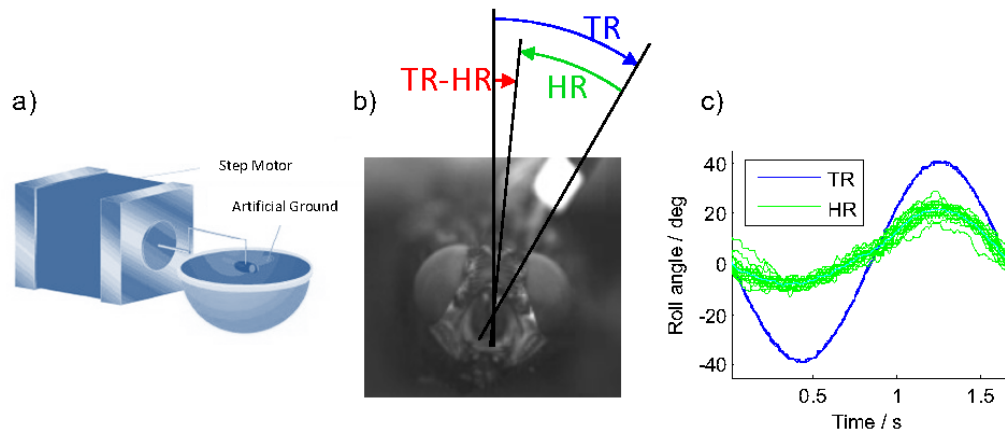 a)
Step Motor
Artificial Ground
b)
TR
TR-HR
HR
c)
TR
HR
Roll angle / deg
40
20
0
-20
-40
0.5
1
1.5
Time / s